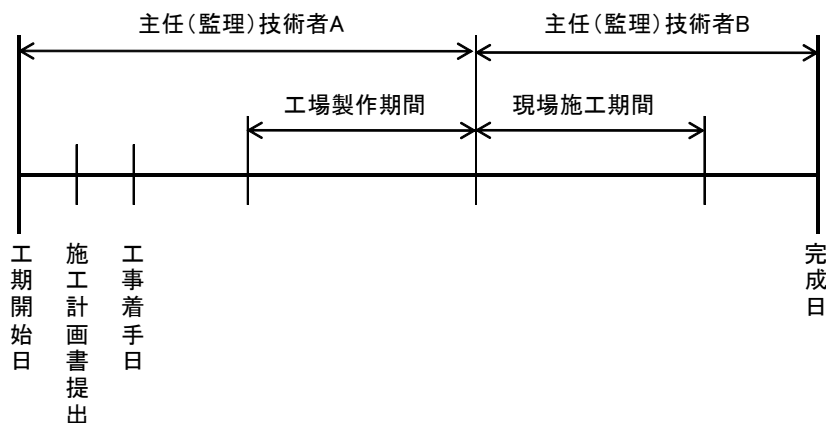 主任(監理)技術者A
主任(監理)技術者B
工場製作期間
現場施工期間
工期開始日
施工計画書提出
工事着手日
完成日